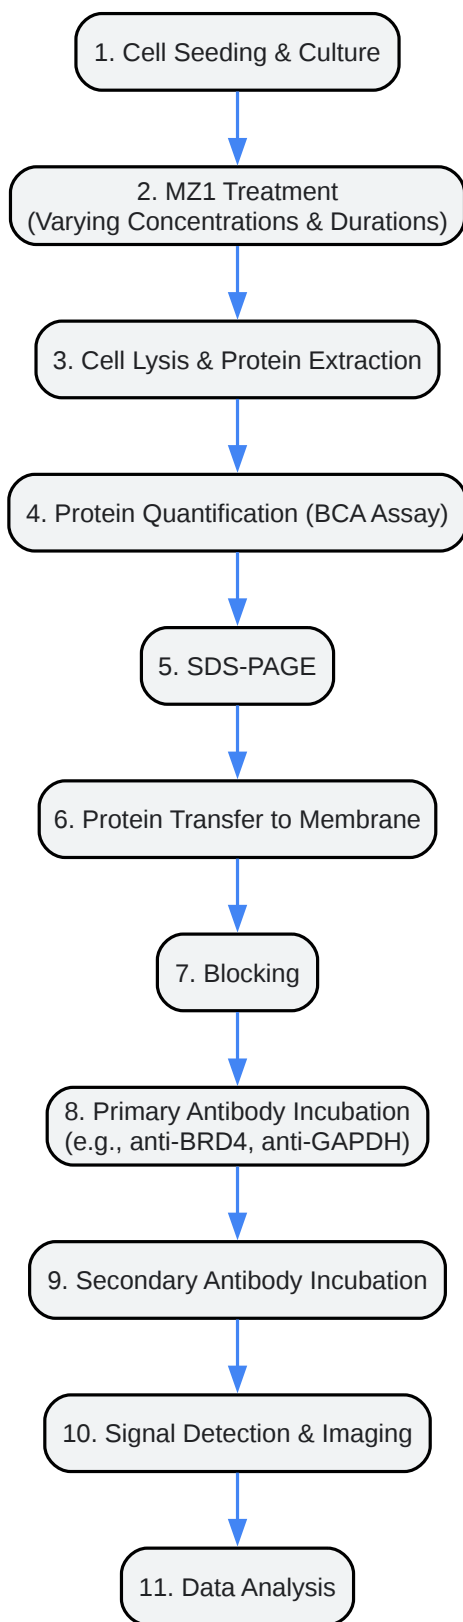 1. Cell Seeding & Culture
2. MZ1 Treatment
(Varying Concentrations & Durations)
3. Cell Lysis & Protein Extraction
4. Protein Quantification (BCA Assay)
5. SDS-PAGE
6. Protein Transfer to Membrane
7. Blocking
8. Primary Antibody Incubation
(e.g., anti-BRD4, anti-GAPDH)
9. Secondary Antibody Incubation
10. Signal Detection & Imaging
11. Data Analysis